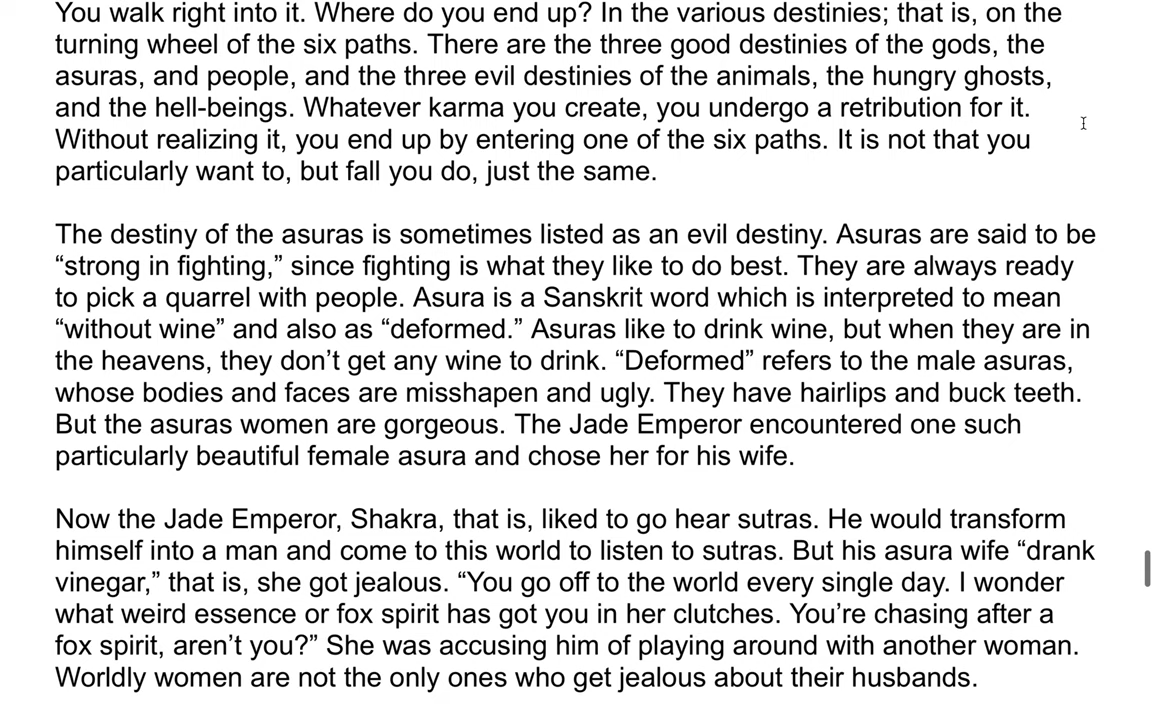 You walk right into it. Where do you end up? In the various destinies; that is, on the
turning wheel of the six paths. There are the three good destinies of the gods, the
asuras, and people, and the three evil destinies of the animals, the hungry ghosts,
and the hell-beings. Whatever karma you create, you undergo a retribution for it.
Without realizing it, you end up by entering one of the six paths. It is not that you
particularly want to, but fall you do, just the same.
The destiny of the asuras is sometimes listed as an evil destiny. Asuras are said to be
“strong in fighting,” since fighting is what they like to do best. They are always ready
to pick a quarrel with people. Asura is a Sanskrit word which is interpreted to mean
“without wine” and also as “deformed.” Asuras like to drink wine, but when they are in
the heavens, they don’t get any wine to drink. “Deformed” refers to the male asuras,
whose bodies and faces are misshapen and ugly. They have hairlips and buck teeth.
But the asuras women are gorgeous. The Jade Emperor encountered one such
particularly beautiful female asura and chose her for his wife.
Now the Jade Emperor, Shakra, that is, liked to go hear sutras. He would transform
himself into a man and come to this world to listen to sutras. But his asura wife “drank
vinegar,” that is, she got jealous. “You go off to the world every single day. I wonder
what weird essence or fox spirit has got you in her clutches. You’re chasing after a
fox spirit, aren’t you?” She was accusing him of playing around with another woman.
Worldly women are not the only ones who get jealous about their husbands.